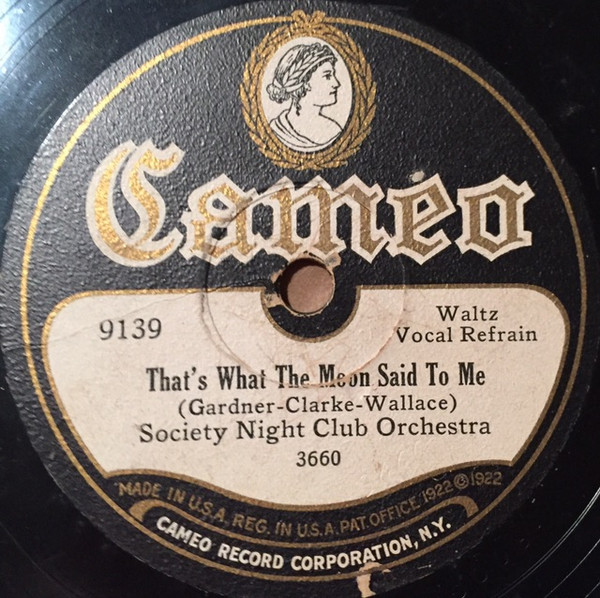 Cameo
9139
Waltz
Vocal Refrain
That's What The Moon Said To Me
(Gardner-Clarke-Wallace)
Society Night Club Orchestra
3660
MADE IN U.S.A. REG. IN U.S.A. PAT. OFFICE 1922 © 1922
CAMEO RECORD CORPORATION, N.Y.